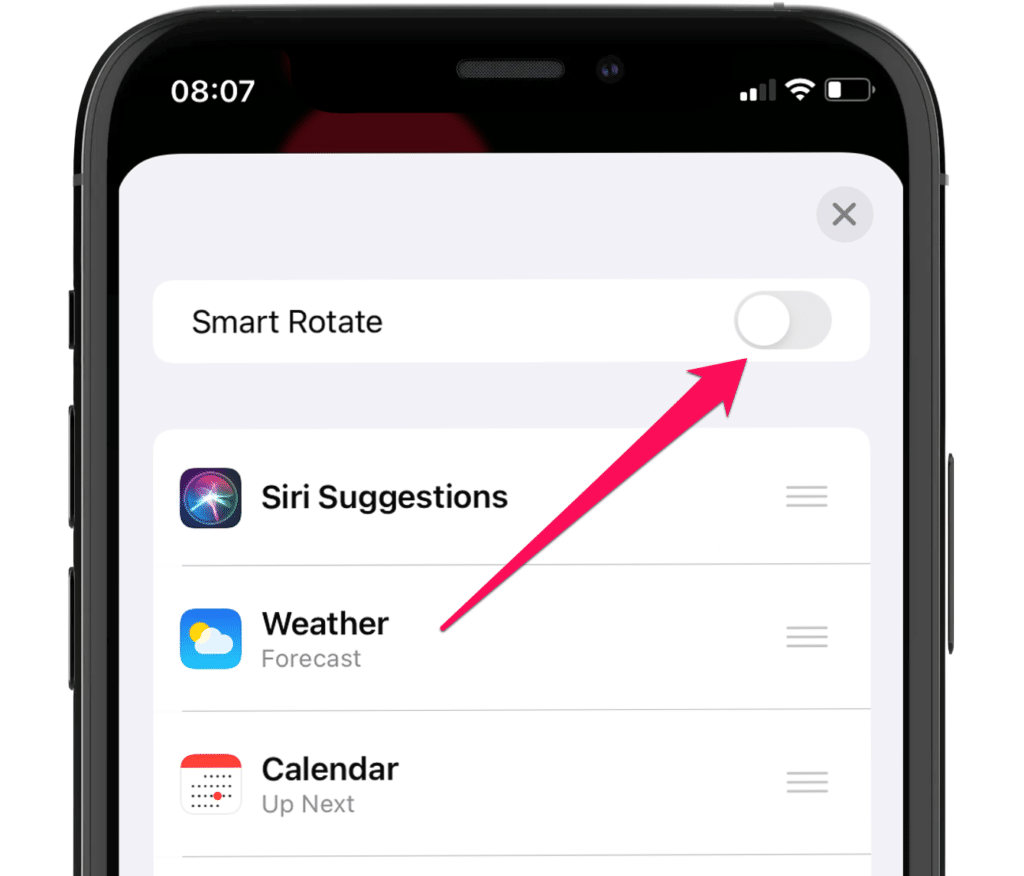 08:07
Smart Rotate
Siri Suggestions
Weather
Forecast
Calendar
Up Next